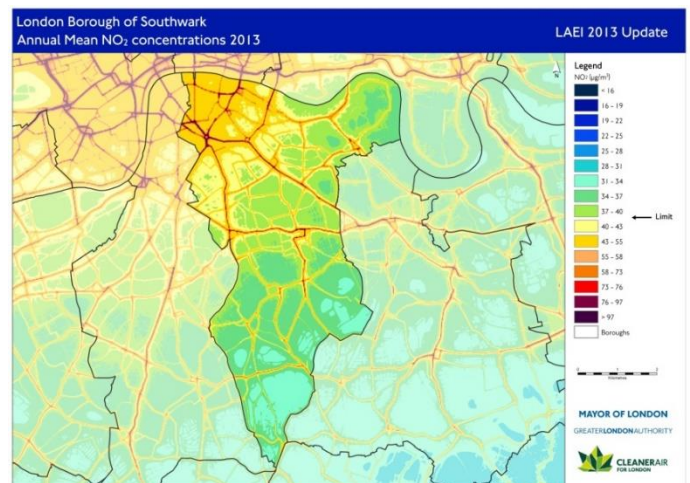 London Borough of Southwark
Annual Mean NO₂ concentrations 2013
LAEI 2013 Update
Legend
NO₂ (µg/m³)
< 16
16 - 19
19 - 22
22 - 25
25 - 28
28 - 31
31 - 34
34 - 37
37 - 40
40 - 43
43 - 55
55 - 58
58 - 73
73 - 76
76 - 97
> 97
Boroughs
Limit
MAYOR OF LONDON
GREATERLONDONAUTHORITY
CLEANERAIR
FOR LONDON